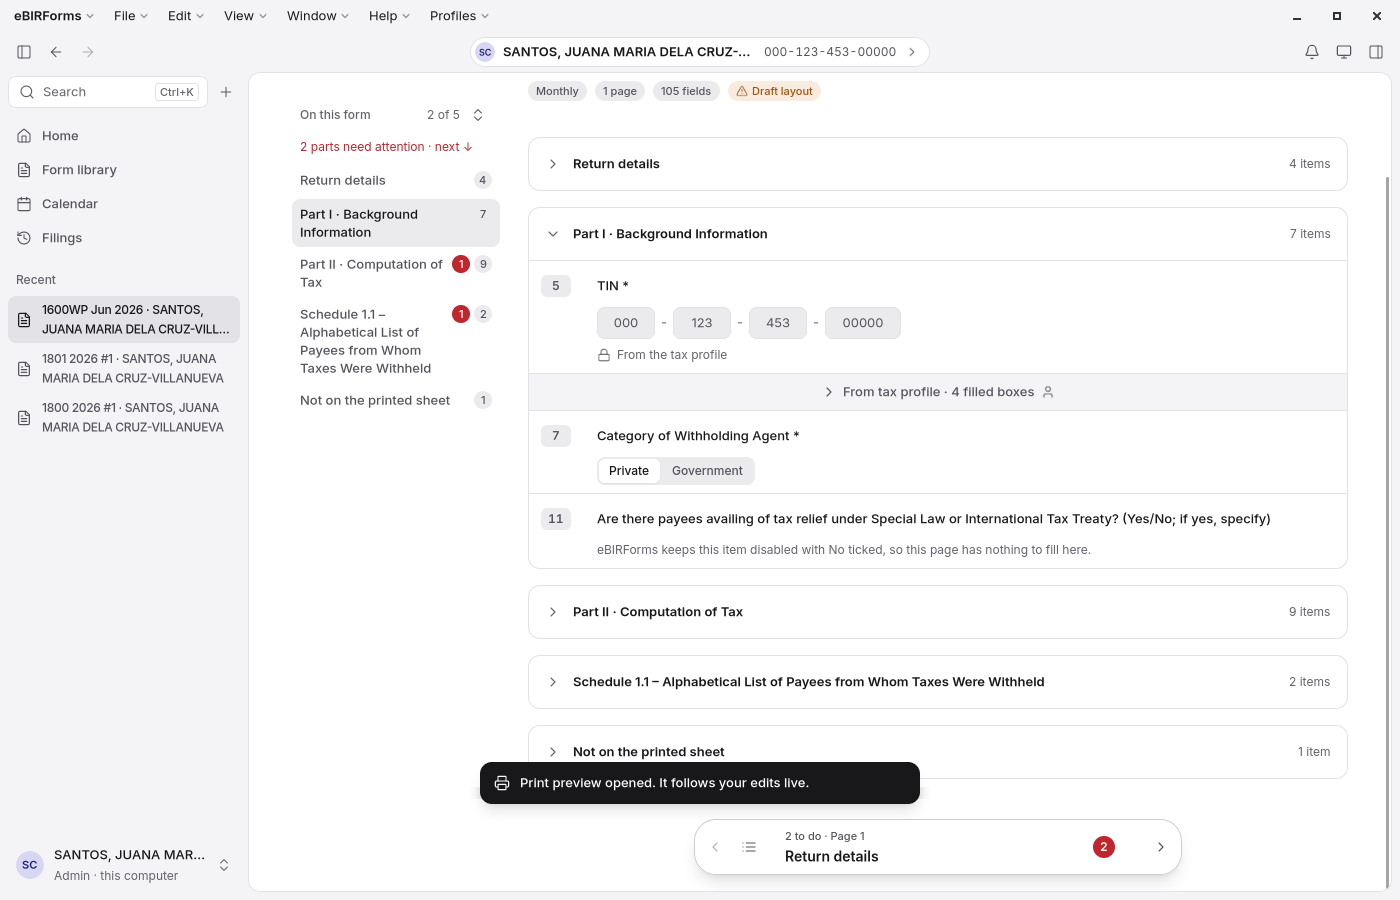 eBIRForms File Edit View Window Help Profiles
SC SANTOS, JUANA MARIA DELA CRUZ-... 000-123-453-00000
Search Ctrl+K
Home
Form library
Calendar
Filings
Recent
1600WP Jun 2026 · SANTOS,
JUANA MARIA DELA CRUZ-VILL...
1801 2026 #1 · SANTOS, JUANA
MARIA DELA CRUZ-VILLANUEVA
1800 2026 #1 · SANTOS, JUANA
MARIA DELA CRUZ-VILLANUEVA
SC SANTOS, JUANA MAR...
Admin · this computer
On this form 2 of 5
2 parts need attention · next ↓
Return details 4
Part I · Background 7
Information
Part II · Computation of 1 9
Tax
Schedule 1.1 – 1 2
Alphabetical List of
Payees from Whom
Taxes Were Withheld
Not on the printed sheet 1
Monthly 1 page 105 fields Draft layout
Return details 4 items
Part I · Background Information 7 items
5 TIN *
000 - 123 - 453 - 00000
From the tax profile
From tax profile · 4 filled boxes
7 Category of Withholding Agent *
Private Government
11 Are there payees availing of tax relief under Special Law or International Tax Treaty? (Yes/No; if yes, specify)
eBIRForms keeps this item disabled with No ticked, so this page has nothing to fill here.
Part II · Computation of Tax 9 items
Schedule 1.1 – Alphabetical List of Payees from Whom Taxes Were Withheld 2 items
Not on the printed sheet 1 item
Print preview opened. It follows your edits live.
2 to do · Page 1
Return details 2